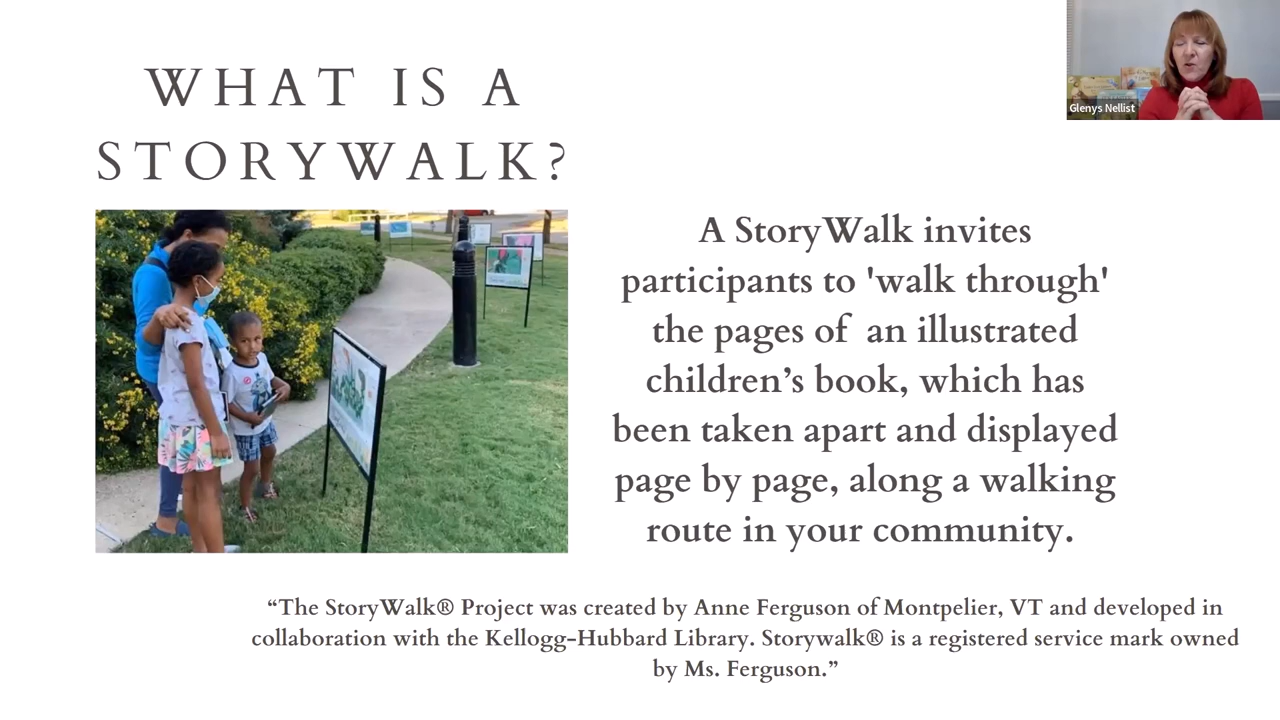 WHAT IS A
STORYWALK?
Glenys Nellist
A StoryWalk invites
participants to 'walk through'
the pages of an illustrated
children’s book, which has
been taken apart and displayed
page by page, along a walking
route in your community.
“The StoryWalk® Project was created by Anne Ferguson of Montpelier, VT and developed in
collaboration with the Kellogg-Hubbard Library. Storywalk® is a registered service mark owned
by Ms. Ferguson.”